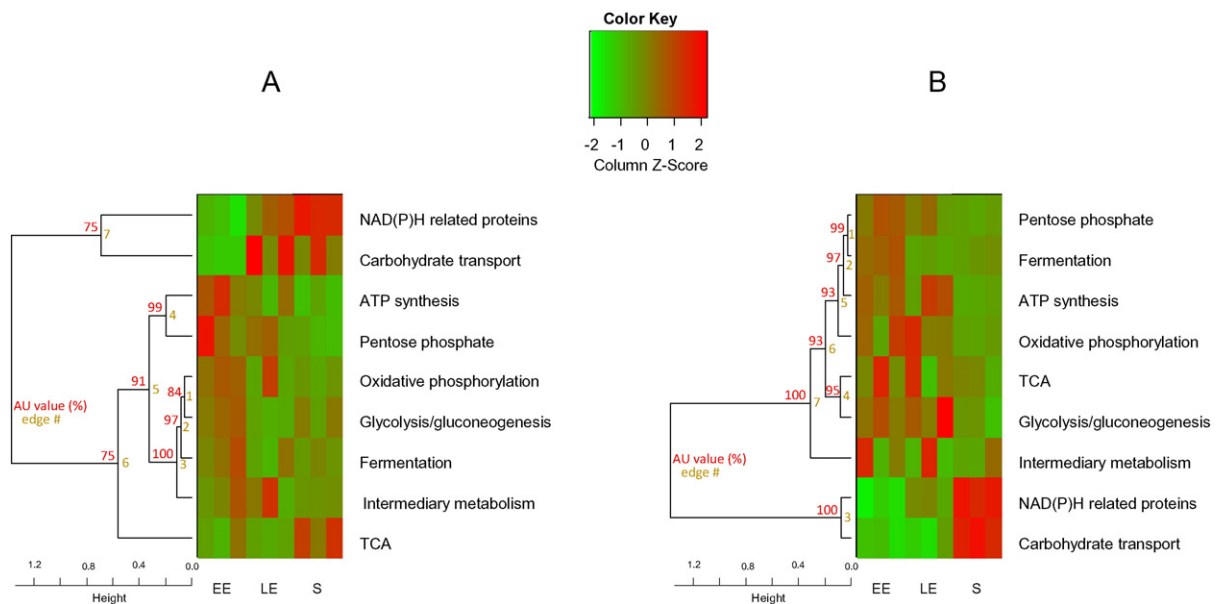 Color Key
-2 -1 0 1 2
Column Z-Score
A
75
7
NAD(P)H related proteins
Carbohydrate transport
99
4
ATP synthesis
Pentose phosphate
91
5
84
1
Oxidative phosphorylation
97
2
Glycolysis/gluconeogenesis
100
3
Fermentation
Intermediary metabolism
75
6
TCA
AU value (%)
edge #
1.2 0.8 0.4 0.0
Height
EE LE S
B
99
1
Pentose phosphate
97
2
Fermentation
93
5
ATP synthesis
93
6
Oxidative phosphorylation
100
7
95
4
TCA
Glycolysis/gluconeogenesis
Intermediary metabolism
AU value (%)
edge #
100
3
NAD(P)H related proteins
Carbohydrate transport
1.2 0.8 0.4 0.0
Height
EE LE S